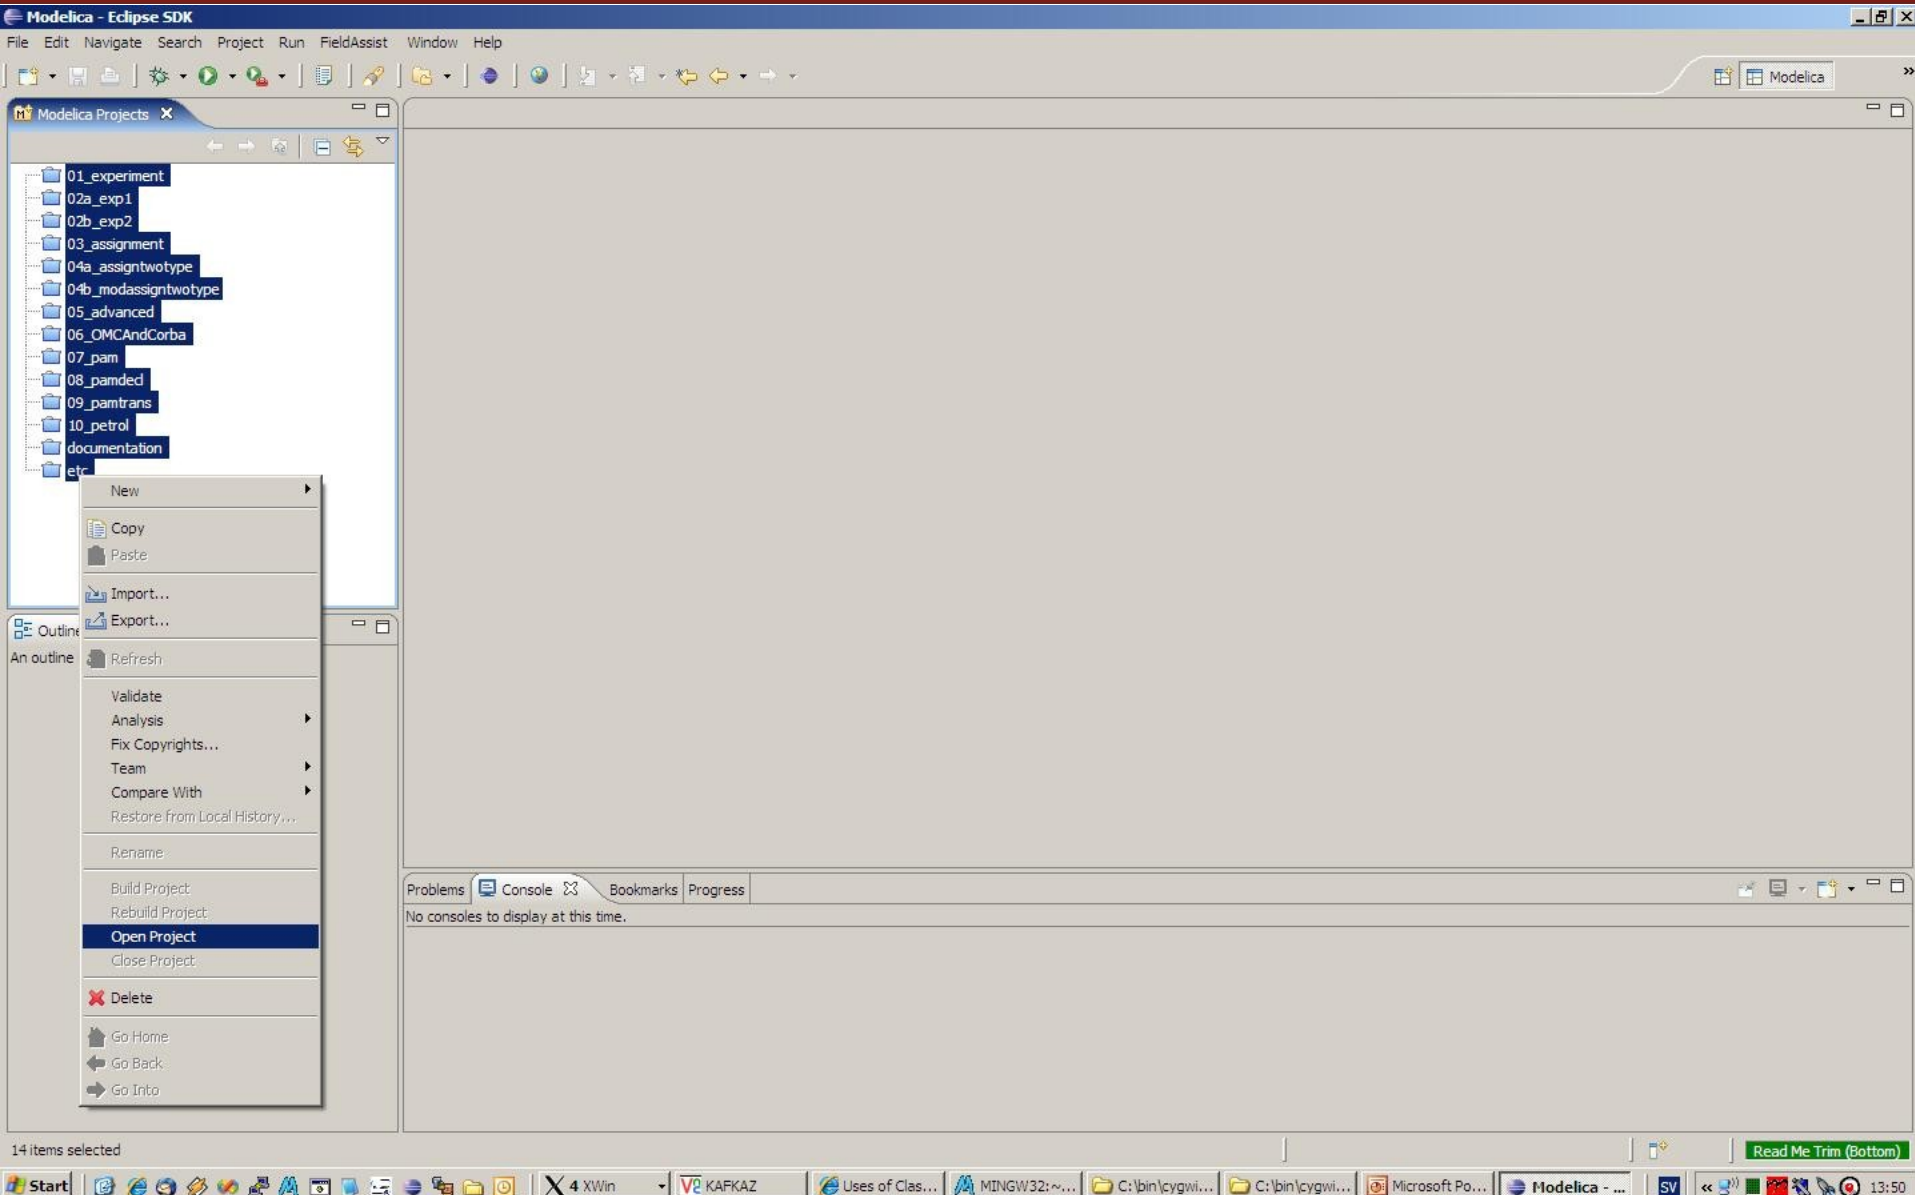 Modelica - Eclipse SDK
File Edit Navigate Search Project Run FieldAssist Window Help
Modelica
Modelica Projects
01_experiment
02a_exp1
02b_exp2
03_assignment
04a_assigntwotype
04b_modassigntwotype
05_advanced
06_OMCAndCorba
07_pam
08_pamdecl
09_pamtrans
10_petrol
documentation
etc
New
Copy
Paste
Import...
Export...
Refresh
Validate
Analysis
Fix Copyrights...
Team
Compare With
Restore from Local History...
Rename
Build Project
Rebuild Project
Open Project
Close Project
Delete
Go Home
Go Back
Go Into
Outline
An outline
Problems Console Bookmarks Progress
No consoles to display at this time.
14 items selected
Read Me Trim (Bottom)
Start 4 XWin KAFKAZ Uses of Clas... MINGW32:~... C:\bin\cygwi... C:\bin\cygwi... Microsoft Po... Modelica - ... SV « 13:50